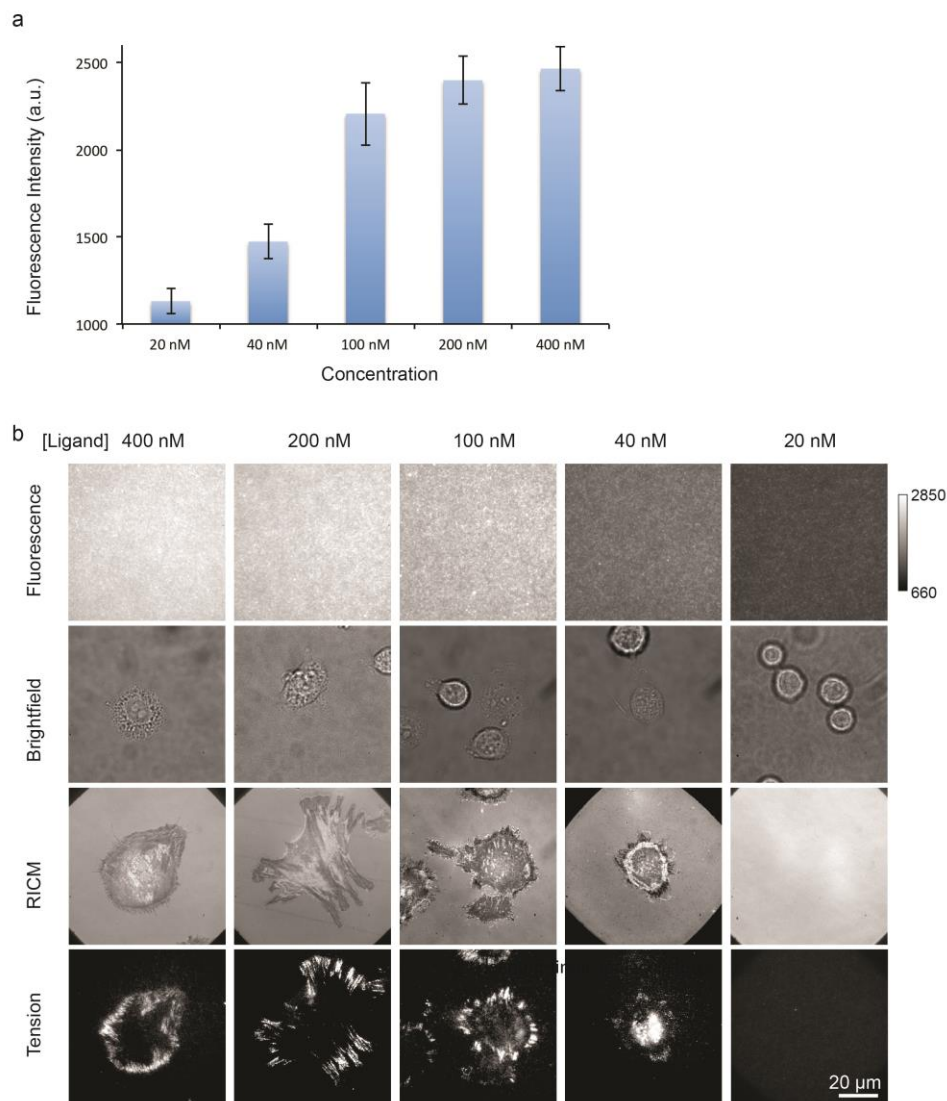 a
Fluorescence Intensity (a.u.)
2500
2000
1500
1000
20 nM
40 nM
100 nM
200 nM
400 nM
Concentration
b
[Ligand]
400 nM
200 nM
100 nM
40 nM
20 nM
Fluorescence
2850
660
Brightfield
RICM
Tension
20 µm